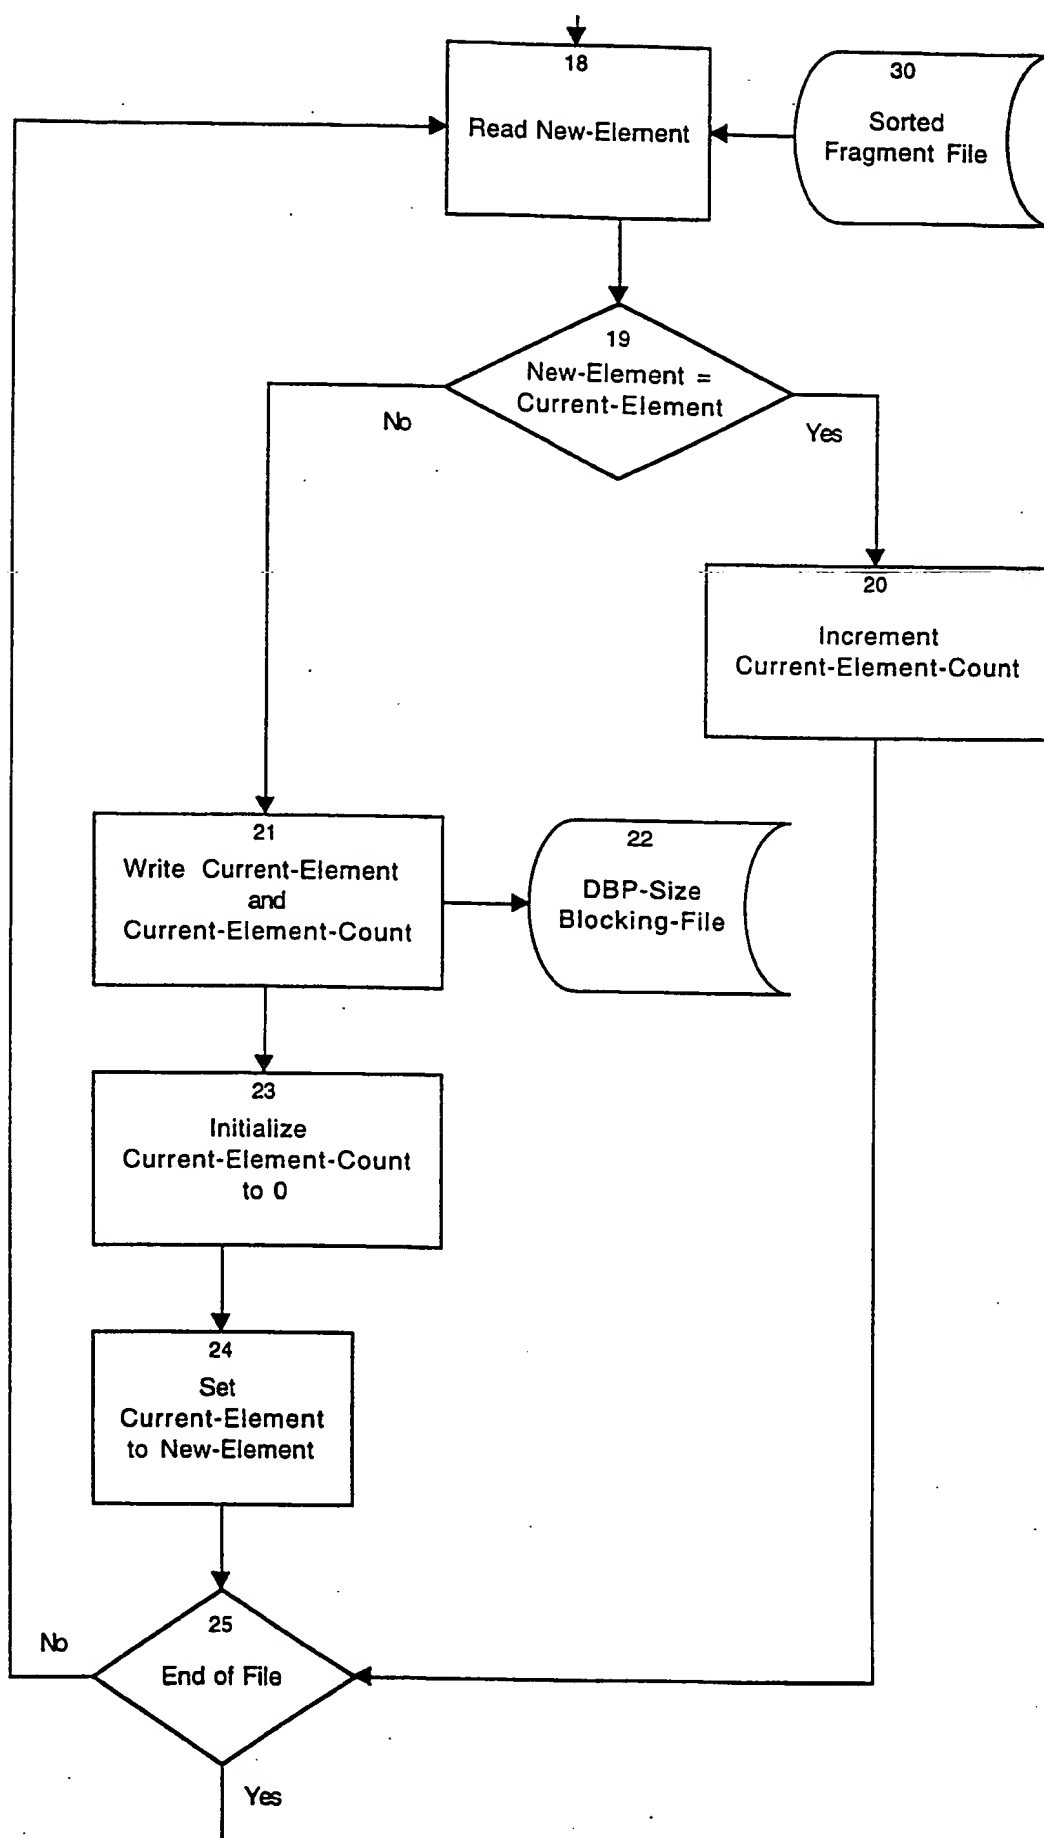 18
Read New-Element
30
Sorted
Fragment File
19
New-Element =
Current-Element
No
Yes
20
Increment
Current-Element-Count
21
Write Current-Element
and
Current-Element-Count
22
DBP-Size
Blocking-File
23
Initialize
Current-Element-Count
to 0
24
Set
Current-Element
to New-Element
25
End of File
No
Yes